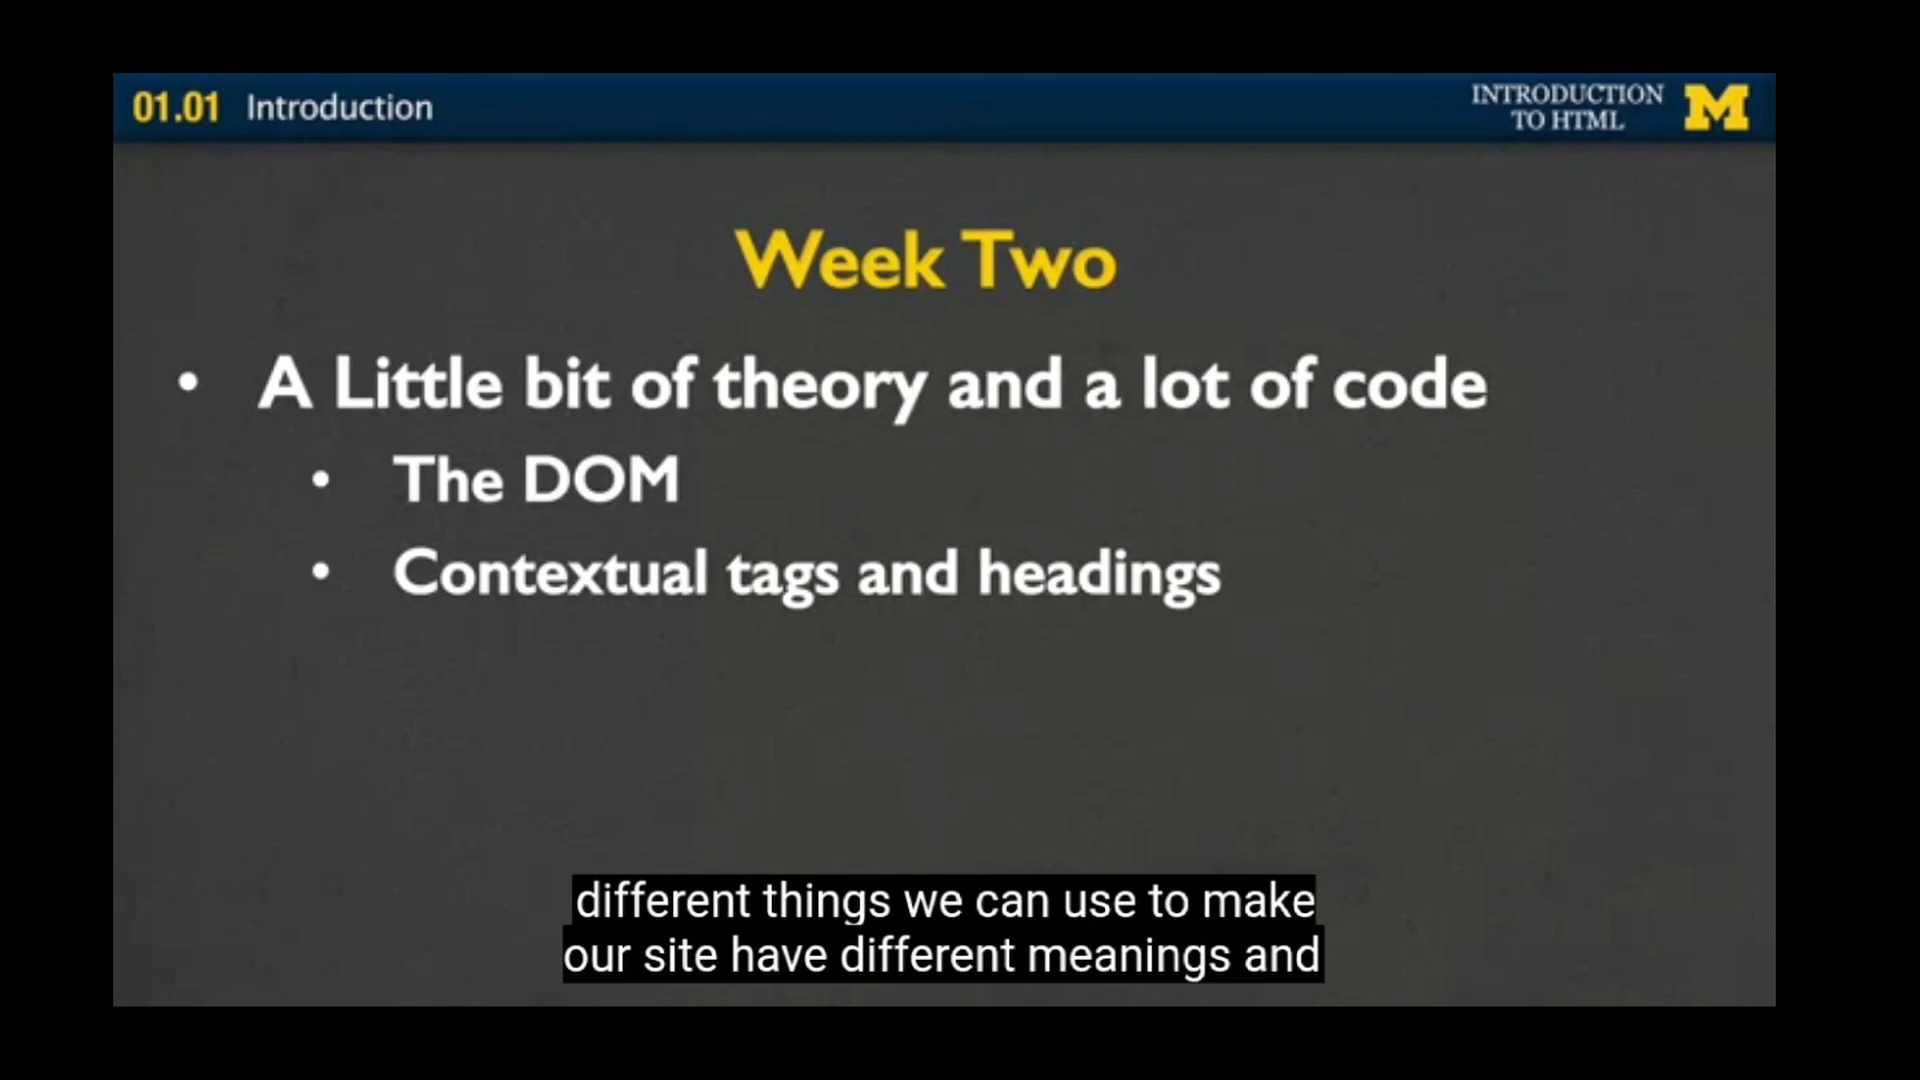 01.01 Introduction
INTRODUCTION
TO HTML
M
Week Two
• A Little bit of theory and a lot of code
• The DOM
• Contextual tags and headings
different things we can use to make
our site have different meanings and